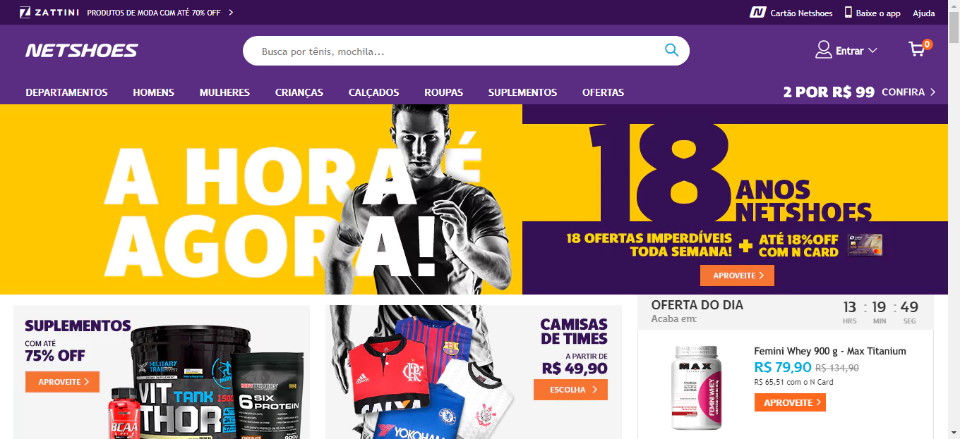 ZATTINI PRODUTOS DE MODA COM ATÉ 70% OFF
N Cartão Netshoes Baixe o app Ajuda
NETSHOES
Busca por tênis, mochila...
Entrar
0
DEPARTAMENTOS HOMENS MULHERES CRIANÇAS CALÇADOS ROUPAS SUPLEMENTOS OFERTAS
2 POR R$ 99 CONFIRA
A HORA É
AGORA!
18 ANOS
NETSHOES
18 OFERTAS IMPERDÍVEIS
TODA SEMANA!
+
ATÉ 18%OFF
COM N CARD
APROVEITE
SUPLEMENTOS
COM ATÉ
75% OFF
APROVEITE
MILITARY
TRAIL
VIT
TANK
THOR
BCAA
6 SIX
PROTEIN
CAMISAS
DE TIMES
A PARTIR DE
R$ 49,90
ESCOLHA
CAIXA
YOKOHAMA
OFERTA DO DIA
Acaba em:
13 : 19 : 49
HRS MIN SEG
MAX
FEMINI WHEY
Femini Whey 900 g - Max Titanium
R$ 79,90 R$ 134,90
R$ 65,51 com o N Card
APROVEITE